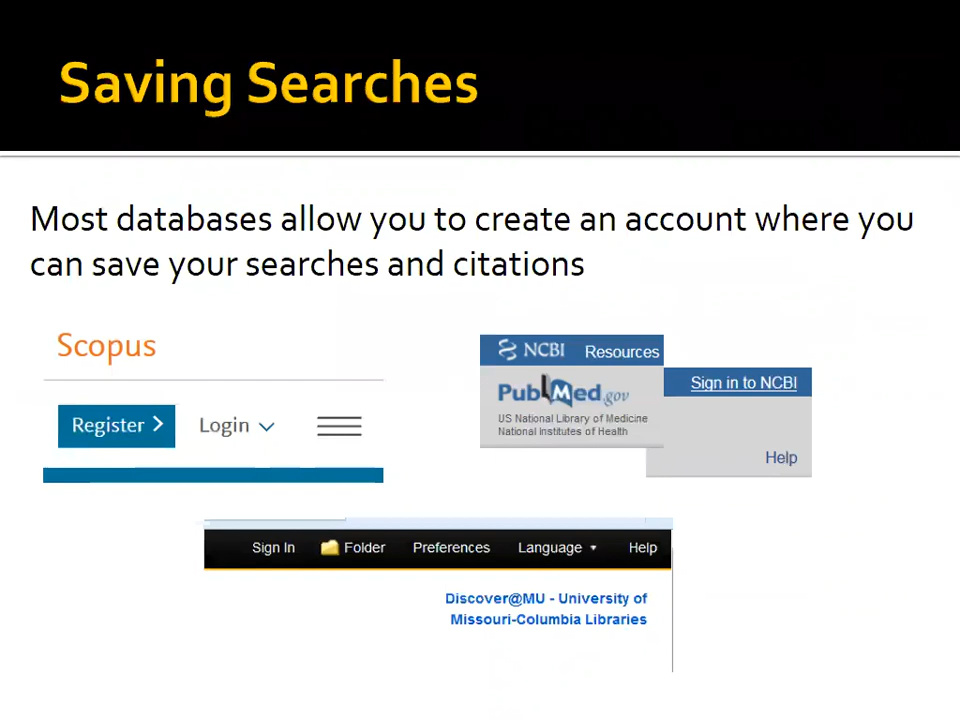 Saving Searches
Most databases allow you to create an account where you
can save your searches and citations
Scopus
Register Login
NCBI Resources
PubMed.gov
US National Library of Medicine
National Institutes of Health
Sign in to NCBI
Help
Sign In Folder Preferences Language Help
Discover@MU - University of
Missouri-Columbia Libraries